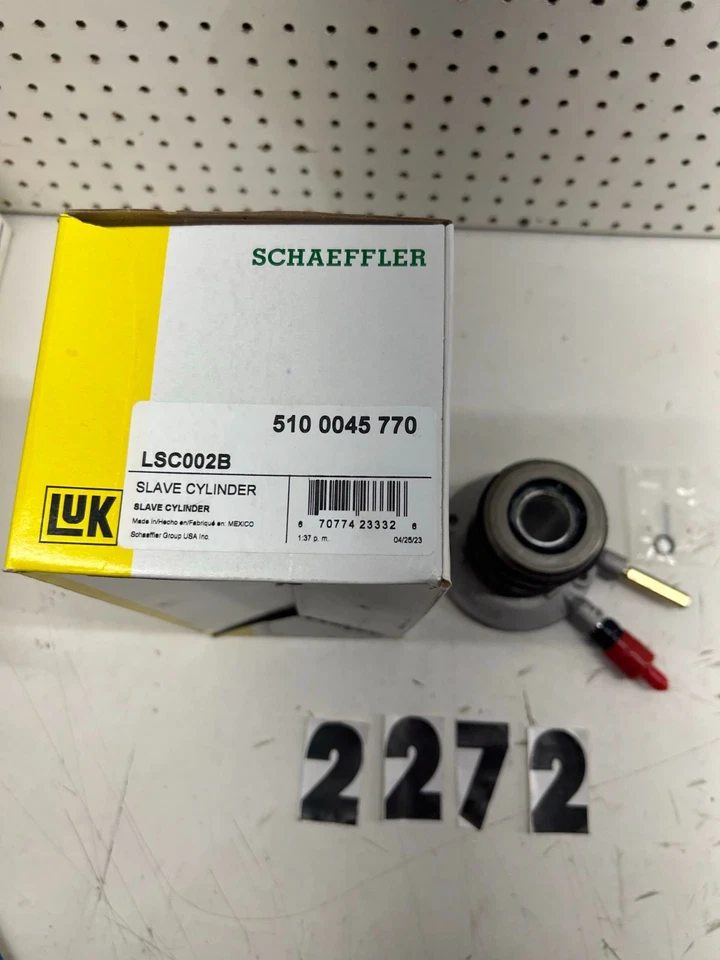 SCHAEFFLER
510 0045 770
LSC002B
SLAVE CYLINDER
SLAVE CYLINDER
Made in/Hecho en/Fabriqué en: MEXICO
Schaeffler Group USA Inc.
6 70774 23332 6
1:37 p. m. 04/25/23
LUK
2272